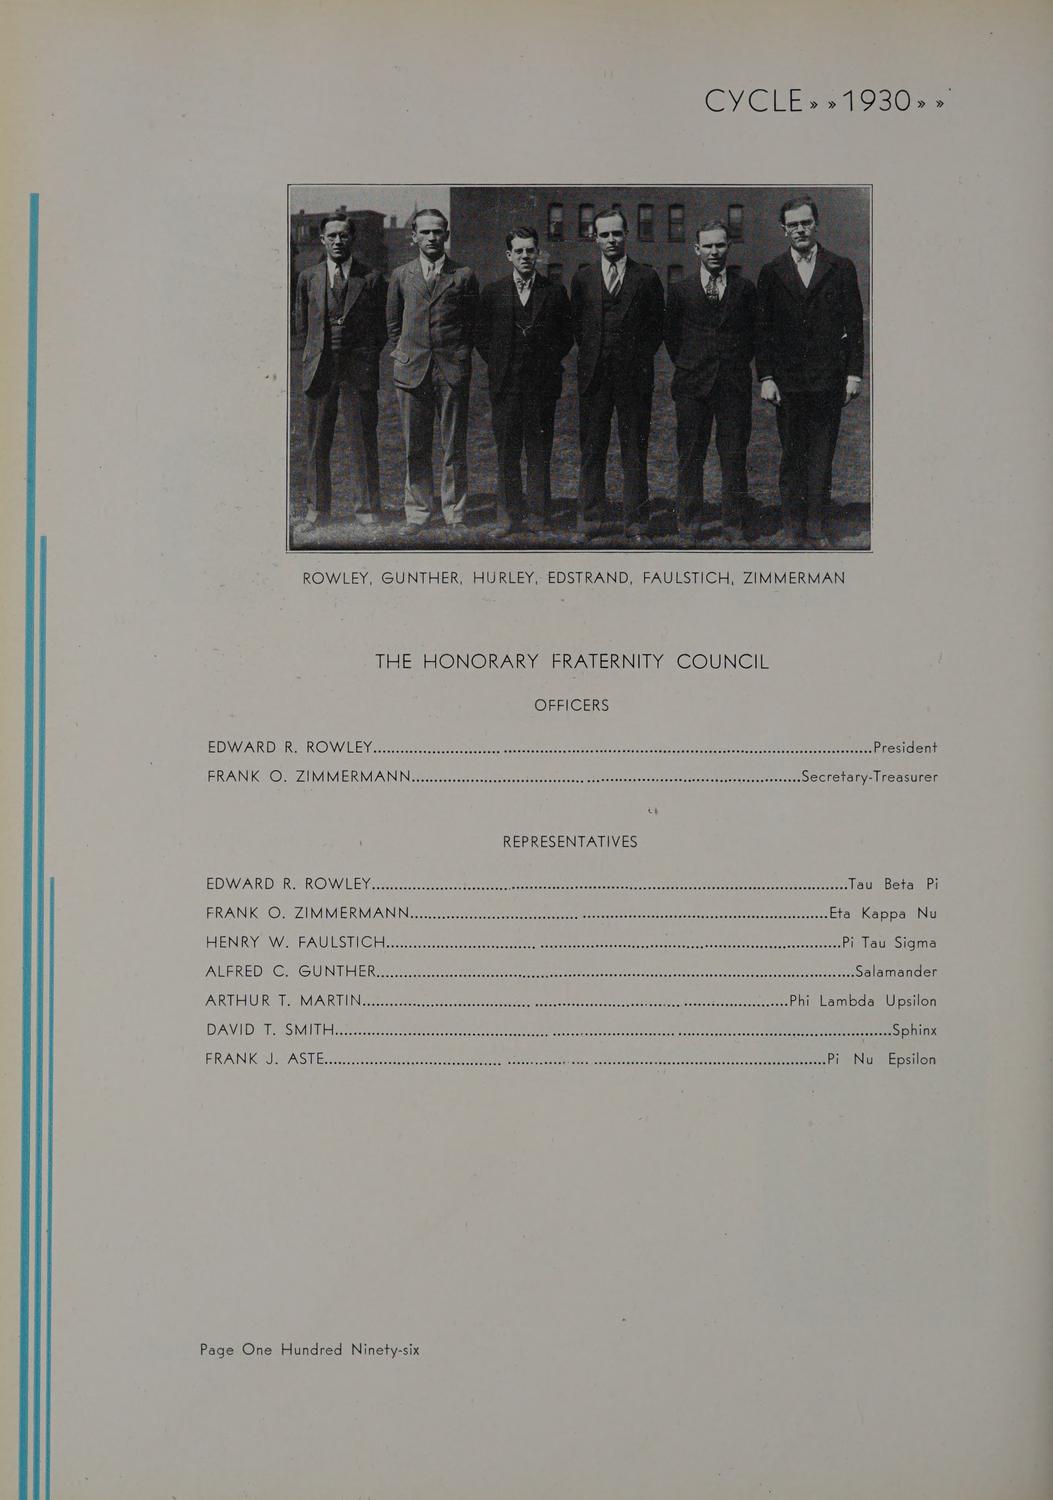 CYCLE » » 1930 » »
ROWLEY, GUNTHER, HURLEY, EDSTRAND, FAULSTICH, ZIMMERMAN
THE HONORARY FRATERNITY COUNCIL
OFFICERS
EDWARD R. ROWLEY........President
FRANK O. ZIMMERMANN........Secretary-Treasurer
REPRESENTATIVES
EDWARD R. ROWLEY........Tau Beta Pi
FRANK O. ZIMMERMANN........Eta Kappa Nu
HENRY W. FAULSTICH........Pi Tau Sigma
ALFRED C. GUNTHER........Salamander
ARTHUR T. MARTIN........Phi Lambda Upsilon
DAVID T. SMITH........Sphinx
FRANK J. ASTE........Pi Nu Epsilon
Page One Hundred Ninety-six